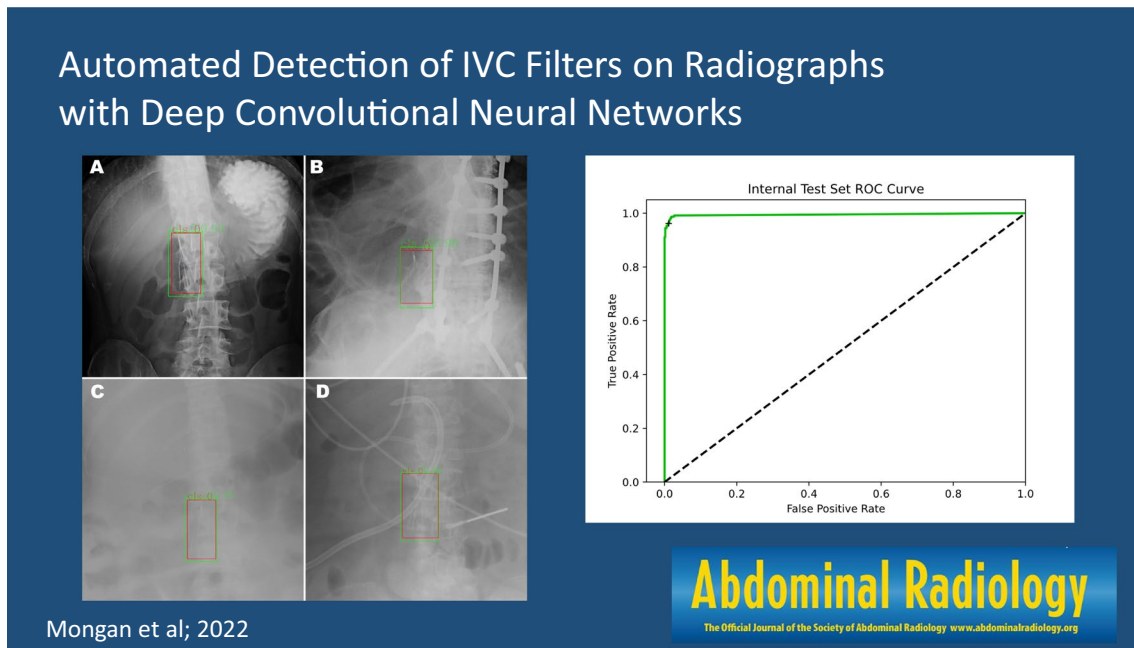 Automated Detection of IVC Filters on Radiographs
with Deep Convolutional Neural Networks
A
B
C
D
Internal Test Set ROC Curve
True Positive Rate
1.0
0.8
0.6
0.4
0.2
0.0
0.0 0.2 0.4 0.6 0.8 1.0
False Positive Rate
Abdominal Radiology
The Official Journal of the Society of Abdominal Radiology www.abdominalradiology.org
Mongan et al; 2022